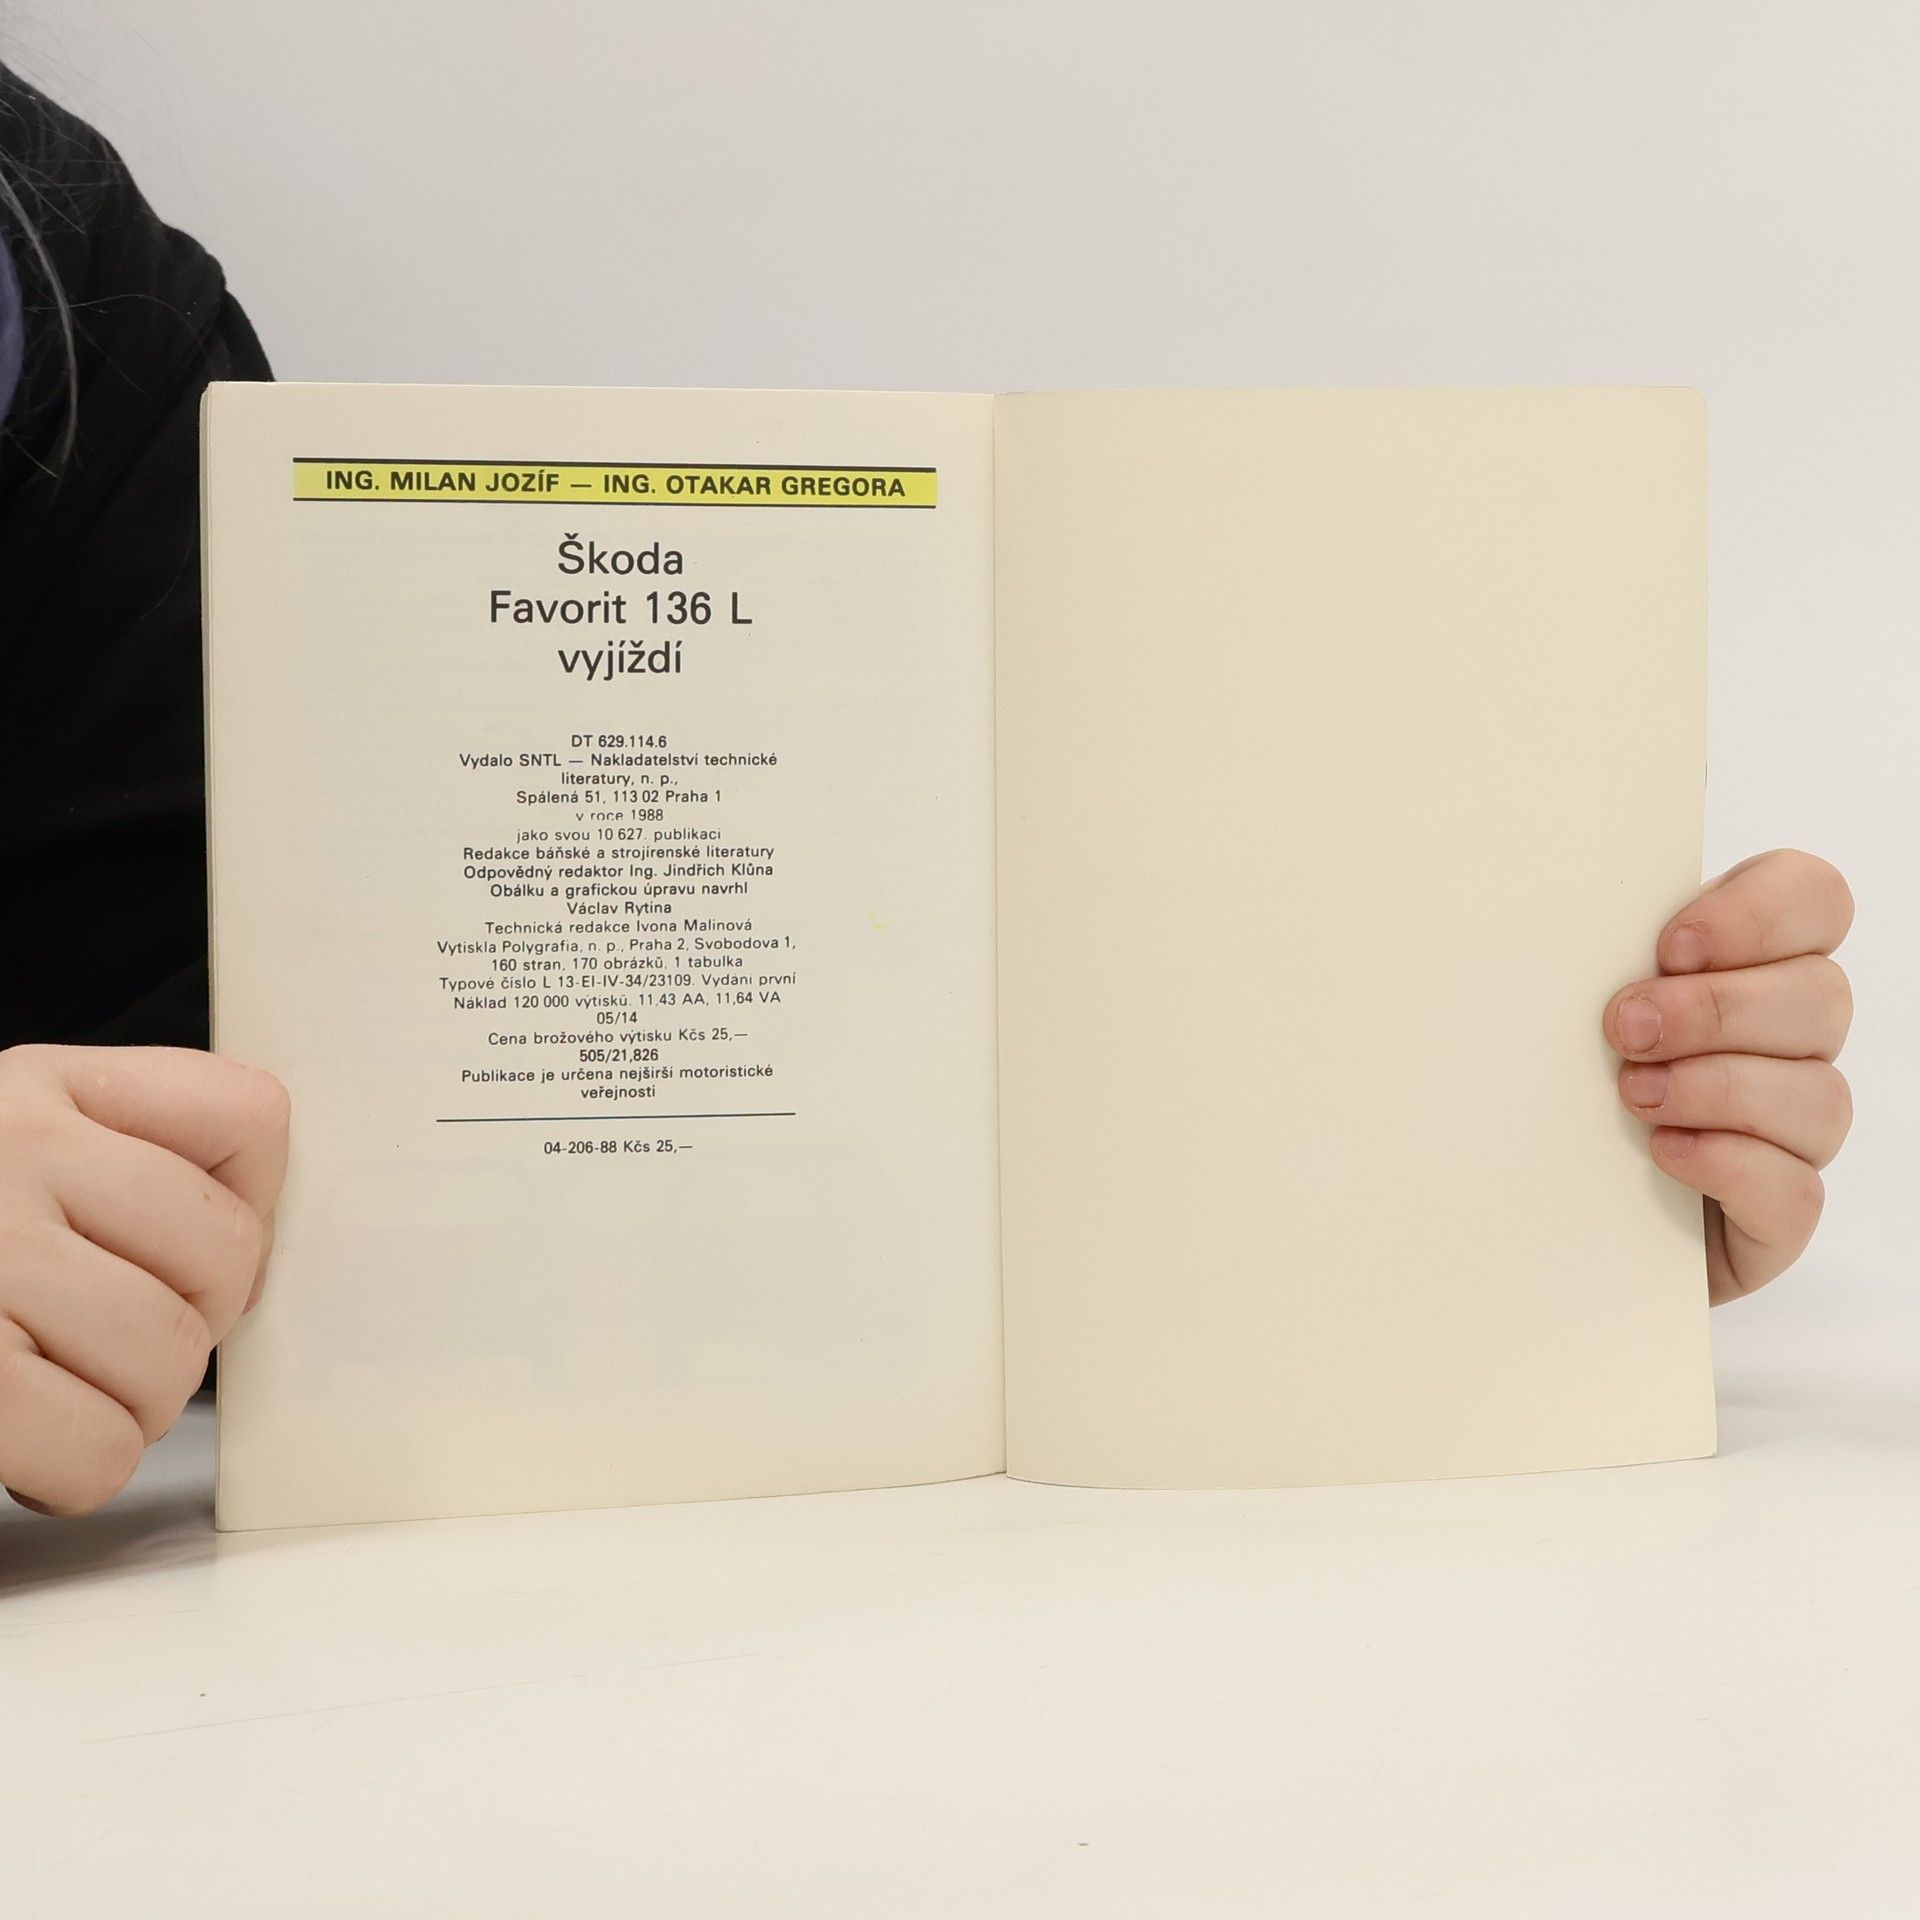 ING. MILAN JOZÍF — ING. OTAKAR GREGORA
Škoda
Favorit 136 L
vyjíždí
DT 629.114.6
Vydalo SNTL — Nakladatelství technické
literatury, n. p.,
Spálená 51, 113 02 Praha 1
v roce 1988
jako svou 10 627. publikaci
Redakce báňské a strojírenské literatury
Odpovědný redaktor Ing. Jindřich Klůna
Obálku a grafickou úpravu navrhl
Václav Rytina
Technická redakce Ivona Malinová
Vytiskla Polygrafia, n. p., Praha 2, Svobodova 1,
160 stran, 170 obrázků, 1 tabulka
Typové číslo L 13-EI-IV-34/23109. Vydání první
Náklad 120 000 výtisků. 11,43 AA, 11,64 VA
05/14
Cena brožového výtisku Kčs 25,—
505/21,826
Publikace je určena nejširší motoristické
veřejnosti
04-206-88 Kčs 25,—